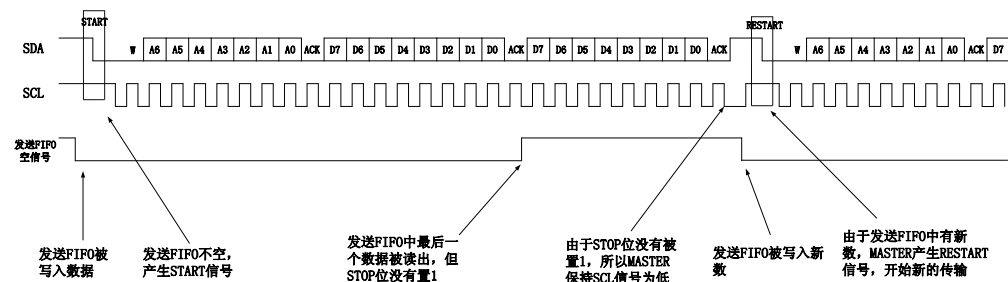 START
RESTART
SDA W A6 A5 A4 A3 A2 A1 A0 ACK D7 D6 D5 D4 D3 D2 D1 D0 ACK D7 D6 D5 D4 D3 D2 D1 D0 ACK W A6 A5 A4 A3 A2 A1 A0 ACK D7
SCL
发送FIFO
空信号
发送FIFO被
写入数据
发送FIFO不空，
产生START信号
发送FIFO中最后一
个数据被读出，但
STOP位没有置1
由于STOP位没有被
置1，所以MASTER
保持SCL信号为低
发送FIFO被写入新
数
由于发送FIFO中有新
数，MASTER产生RESTART
信号，开始新的传输